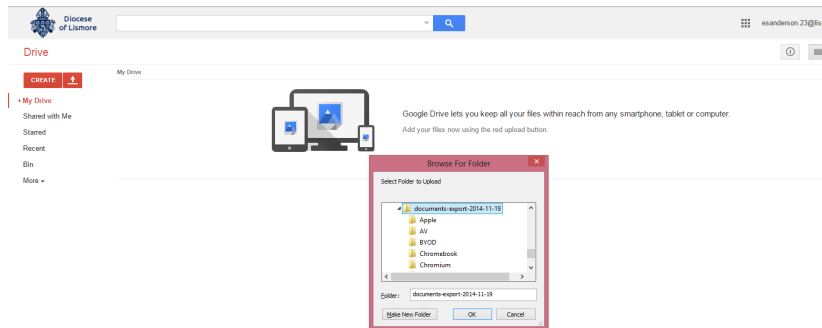 Diocese
of Lismore
esanderson.23@lis
Drive
CREATE
My Drive
My Drive
Shared with Me
Starred
Recent
Bin
More
Google Drive lets you keep all your files within reach from any smartphone, tablet or computer.
Add your files now using the red upload button.
Browse For Folder
Select Folder to Upload
documents-export-2014-11-19
Apple
AV
BYOD
Chromebook
Chromium
Folder: documents-export-2014-11-19
Make New Folder OK Cancel